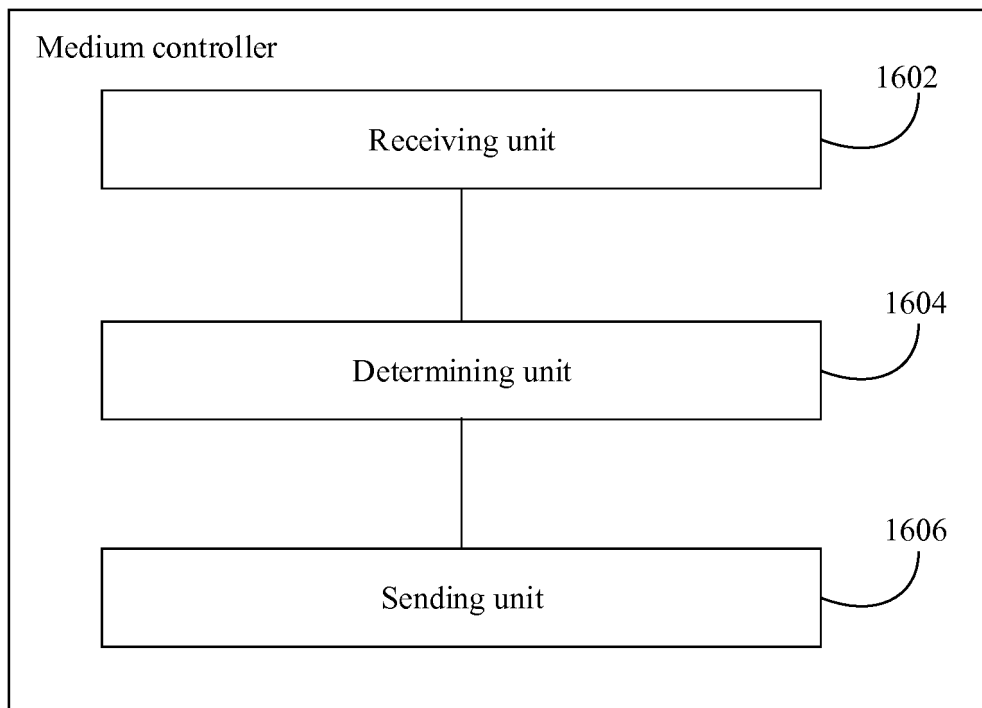 Medium controller
1602
Receiving unit
1604
Determining unit
1606
Sending unit